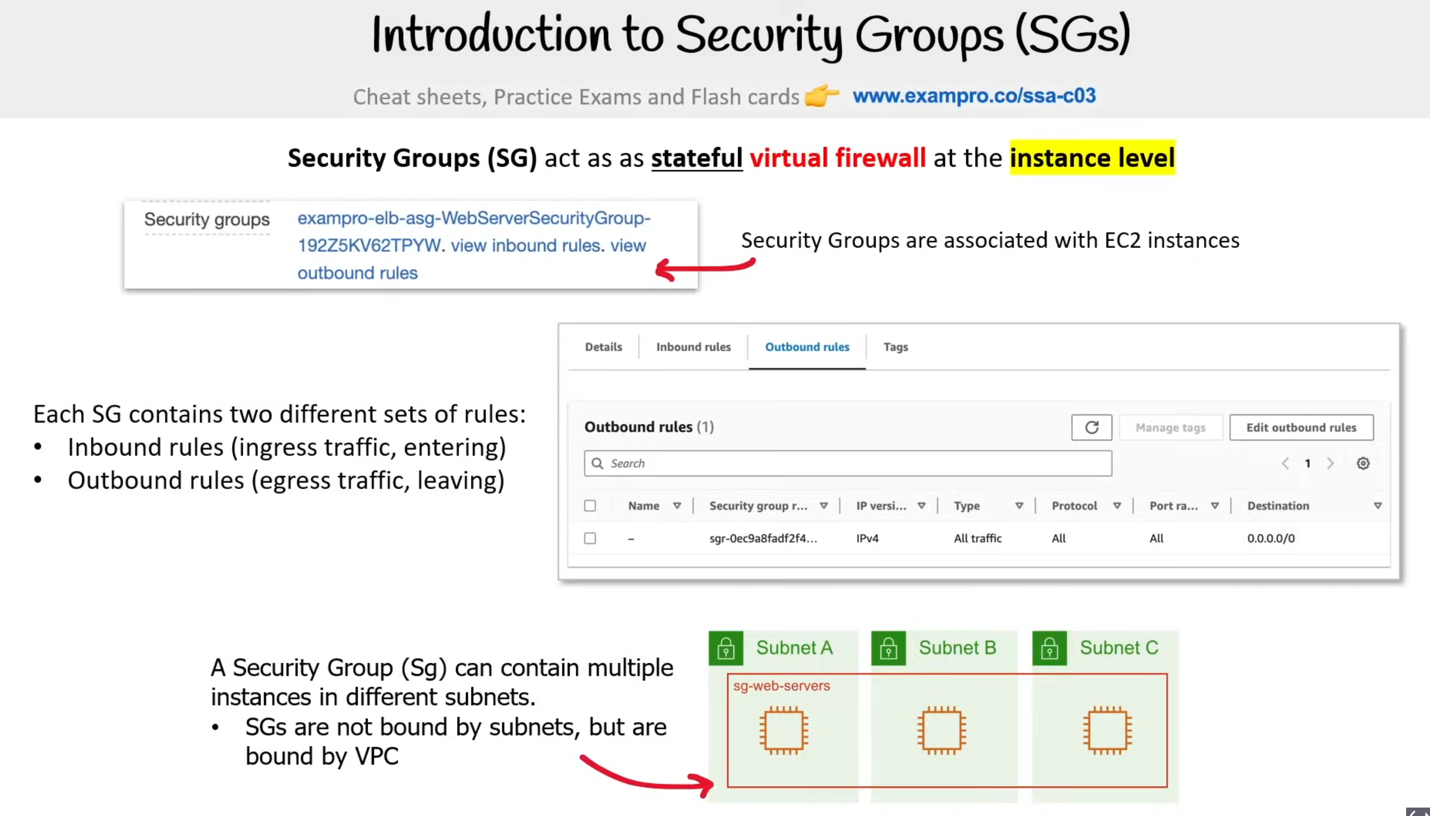 Introduction to Security Groups (SGs)
Cheat sheets, Practice Exams and Flash cards 👉 www.exampro.co/ssa-c03
Security Groups (SG) act as as stateful virtual firewall at the instance level
Security groups
exampro-elb-asg-WebServerSecurityGroup-
192Z5KV62TPYW. view inbound rules. view
outbound rules
Security Groups are associated with EC2 instances
Each SG contains two different sets of rules:
• Inbound rules (ingress traffic, entering)
• Outbound rules (egress traffic, leaving)
Details Inbound rules Outbound rules Tags
Outbound rules (1) Manage tags Edit outbound rules
Search 1
Name Security group r... IP versi... Type Protocol Port ra... Destination
– sgr-0ec9a8fadf2f4... IPv4 All traffic All All 0.0.0.0/0
A Security Group (Sg) can contain multiple
instances in different subnets.
• SGs are not bound by subnets, but are
bound by VPC
Subnet A Subnet B Subnet C
sg-web-servers